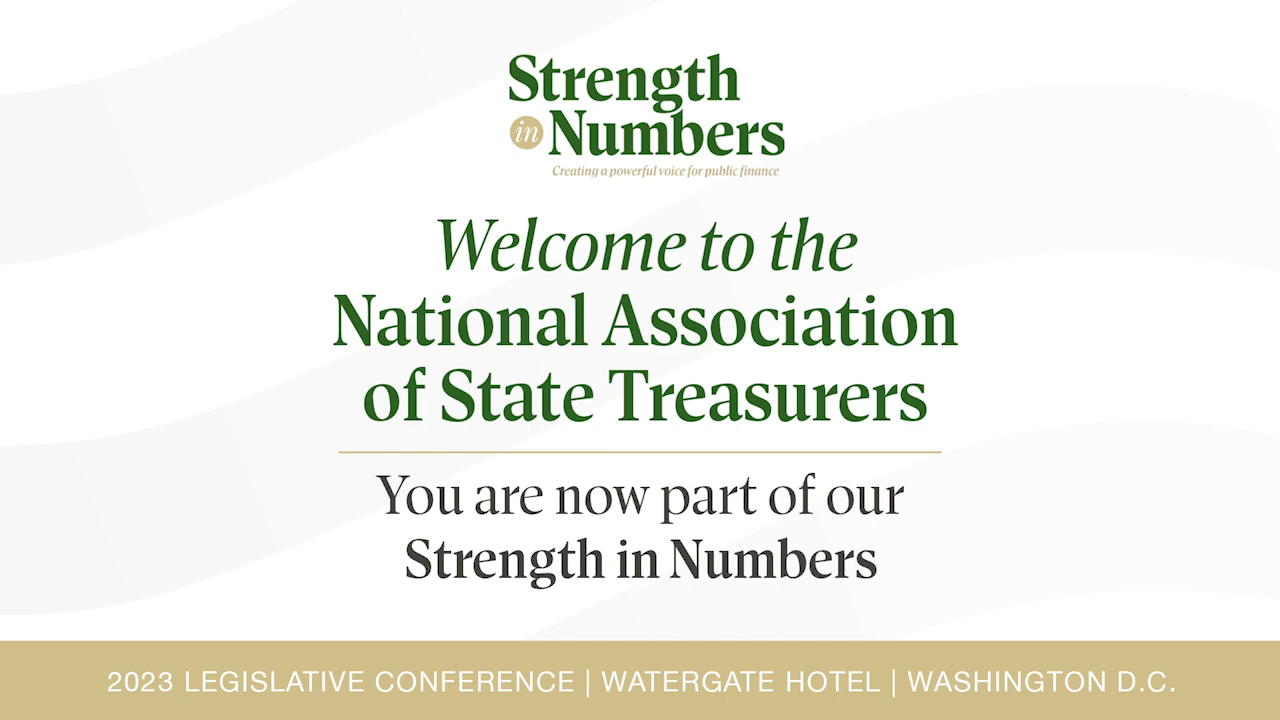 Strength
in Numbers
Creating a powerful voice for public finance
Welcome to the
National Association
of State Treasurers
You are now part of our
Strength in Numbers
2023 LEGISLATIVE CONFERENCE | WATERGATE HOTEL | WASHINGTON D.C.